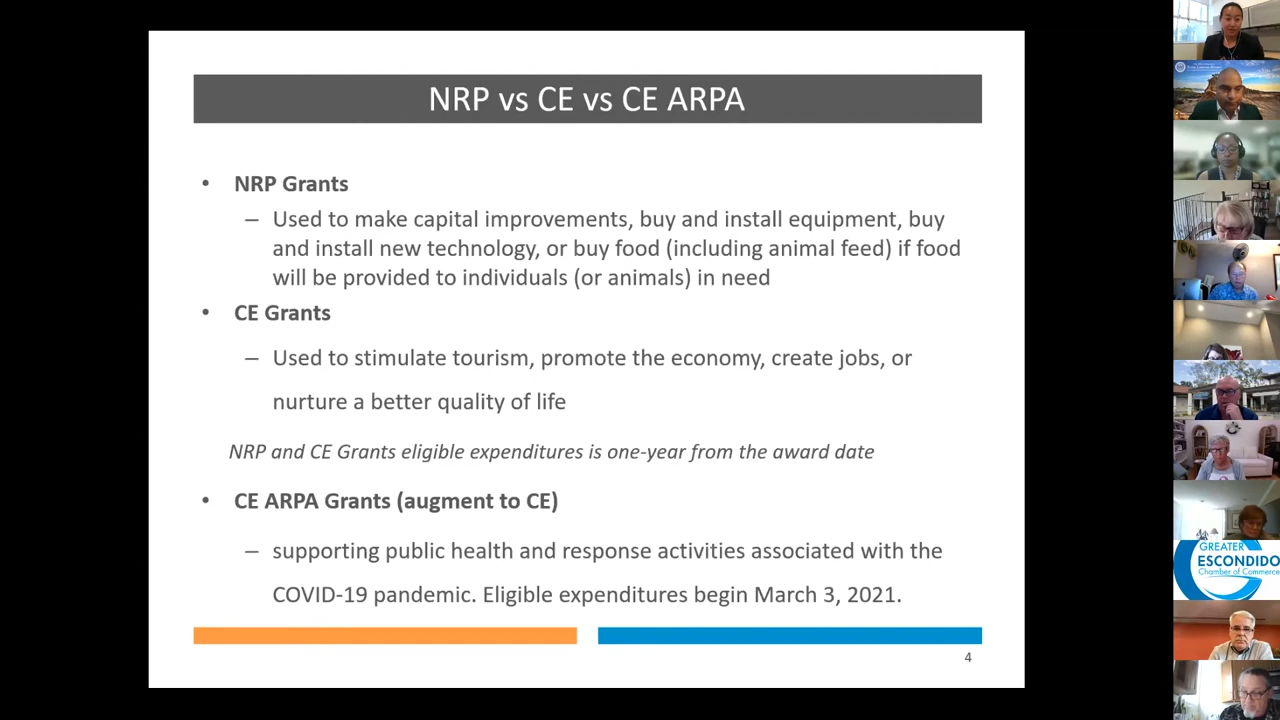 NRP vs CE vs CE ARPA
• NRP Grants
– Used to make capital improvements, buy and install equipment, buy
and install new technology, or buy food (including animal feed) if food
will be provided to individuals (or animals) in need
• CE Grants
– Used to stimulate tourism, promote the economy, create jobs, or
nurture a better quality of life
NRP and CE Grants eligible expenditures is one-year from the award date
• CE ARPA Grants (augment to CE)
– supporting public health and response activities associated with the
COVID-19 pandemic. Eligible expenditures begin March 3, 2021.
4
GREATER
ESCONDIDO
Chamber of Commerce